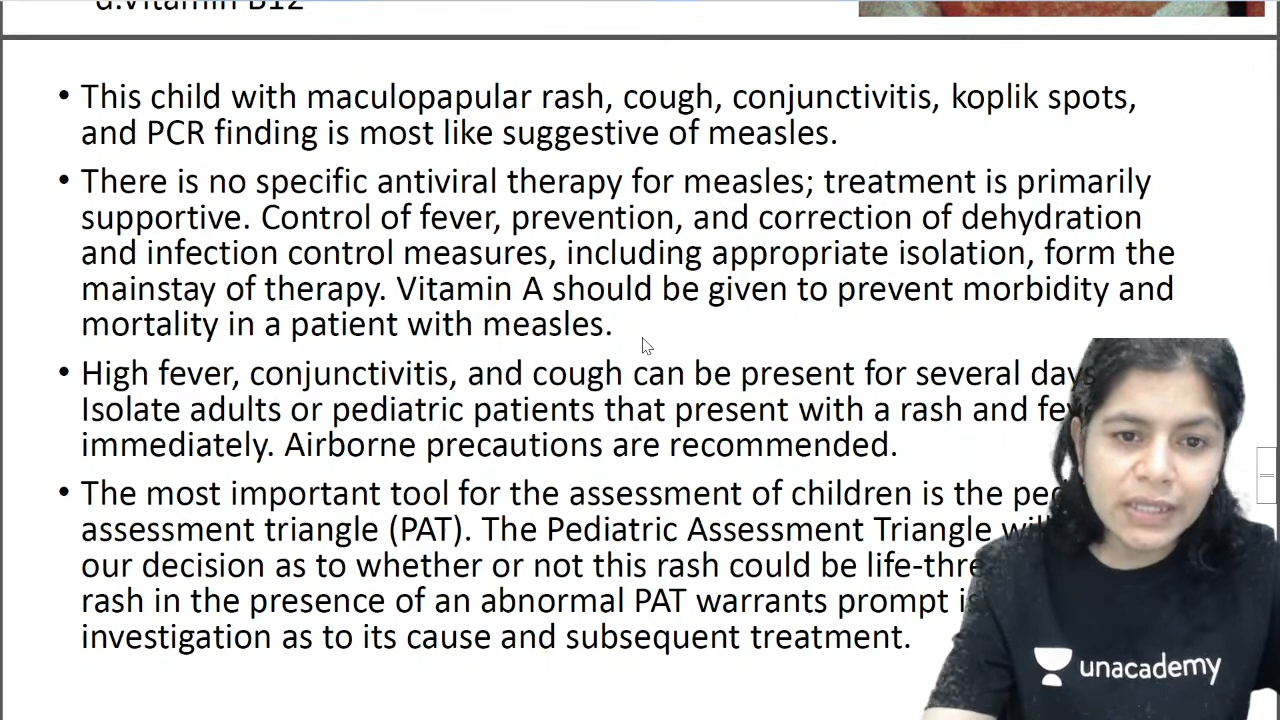 d.Vitamin B12
• This child with maculopapular rash, cough, conjunctivitis, koplik spots,
and PCR finding is most like suggestive of measles.
• There is no specific antiviral therapy for measles; treatment is primarily
supportive. Control of fever, prevention, and correction of dehydration
and infection control measures, including appropriate isolation, form the
mainstay of therapy. Vitamin A should be given to prevent morbidity and
mortality in a patient with measles.
• High fever, conjunctivitis, and cough can be present for several days
Isolate adults or pediatric patients that present with a rash and
immediately. Airborne precautions are recommended.
• The most important tool for the assessment of children is the
assessment triangle (PAT). The Pediatric Assessment Triangle
our decision as to whether or not this rash could be
rash in the presence of an abnormal PAT warrants prompt
investigation as to its cause and subsequent treatment.
unacademy